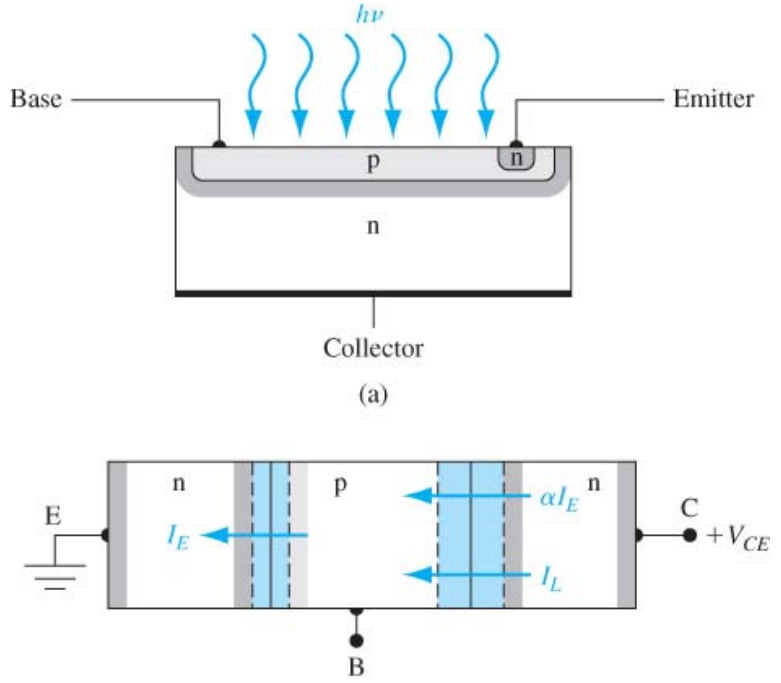 hν
Base
Emitter
p
n
n
Collector
(a)
n
p
αI_E
n
E
C
I_E
+V_CE
I_L
B